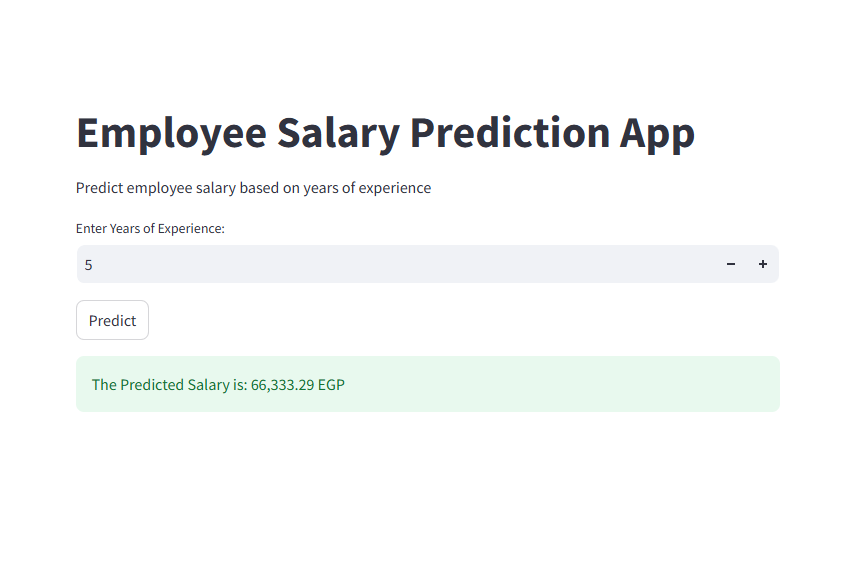 Employee Salary Prediction App
Predict employee salary based on years of experience
Enter Years of Experience:
5
Predict
The Predicted Salary is: 66,333.29 EGP